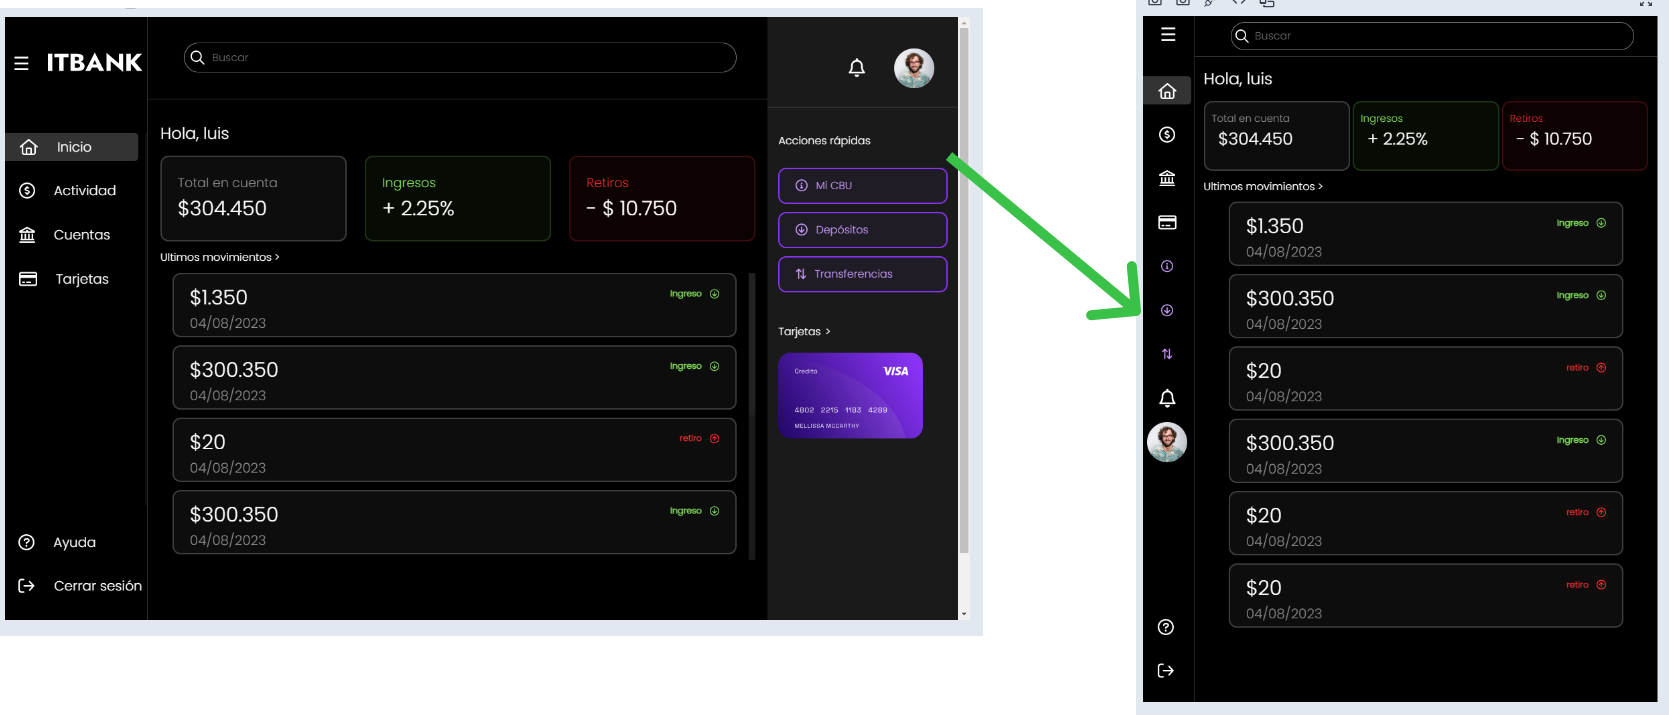 ITBANK
Buscar
Inicio
Actividad
Cuentas
Tarjetas
Ayuda
Cerrar sesión
Hola, luis
Total en cuenta
$304.450
Ingresos
+ 2.25%
Retiros
- $ 10.750
Ultimos movimientos >
$1.350
Ingreso
04/08/2023
$300.350
Ingreso
04/08/2023
$20
retiro
04/08/2023
$300.350
Ingreso
04/08/2023
Acciones rápidas
Mi CBU
Depósitos
Transferencias
Tarjetas >
Credito
VISA
4802 2215 1183 4289
MELLISSA MCCARTHY
Buscar
Hola, luis
Total en cuenta
$304.450
Ingresos
+ 2.25%
Retiros
- $ 10.750
Ultimos movimientos >
$1.350
Ingreso
04/08/2023
$300.350
Ingreso
04/08/2023
$20
retiro
04/08/2023
$300.350
Ingreso
04/08/2023
$20
retiro
04/08/2023
$20
retiro
04/08/2023